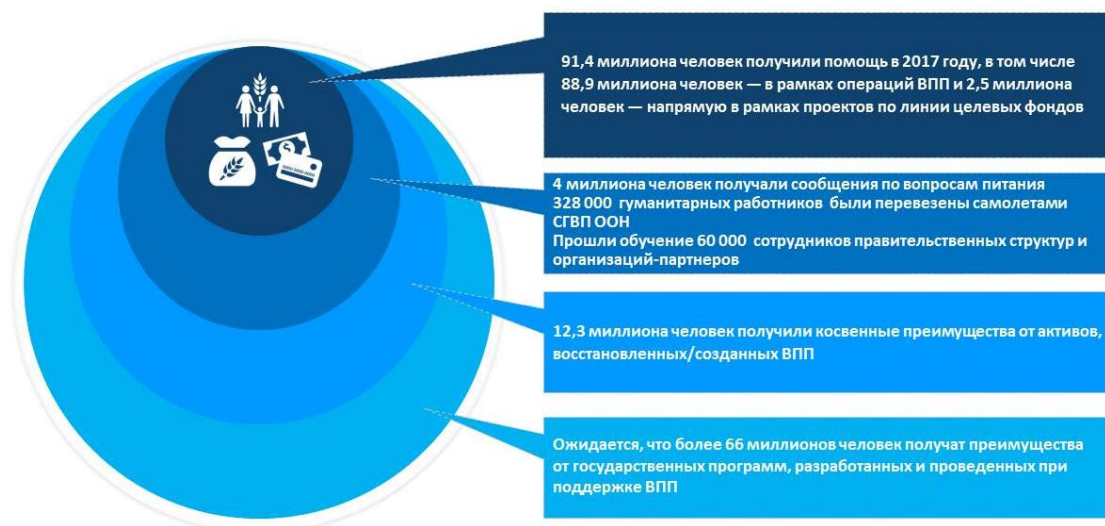 91,4 миллиона человек получили помощь в 2017 году, в том числе
88,9 миллиона человек — в рамках операций ВПП и 2,5 миллиона
человек — напрямую в рамках проектов по линии целевых фондов
4 миллиона человек получали сообщения по вопросам питания
328 000 гуманитарных работников были перевезены самолетами
СГВП ООН
Прошли обучение 60 000 сотрудников правительственных структур и
организаций-партнеров
12,3 миллиона человек получили косвенные преимущества от активов,
восстановленных/созданных ВПП
Ожидается, что более 66 миллионов человек получат преимущества
от государственных программ, разработанных и проведенных при
поддержке ВПП